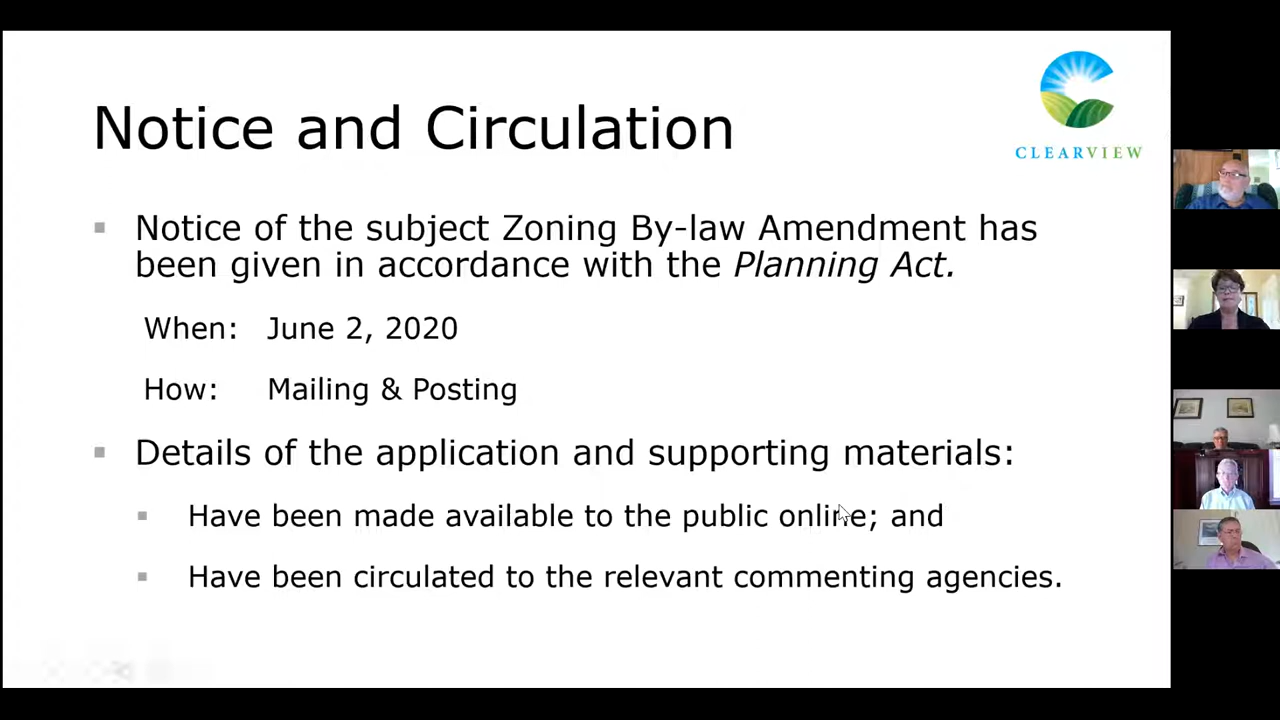 Notice and Circulation
CLEARVIEW
Notice of the subject Zoning By-law Amendment has
been given in accordance with the Planning Act.
When: June 2, 2020
How: Mailing & Posting
Details of the application and supporting materials:
Have been made available to the public online; and
Have been circulated to the relevant commenting agencies.